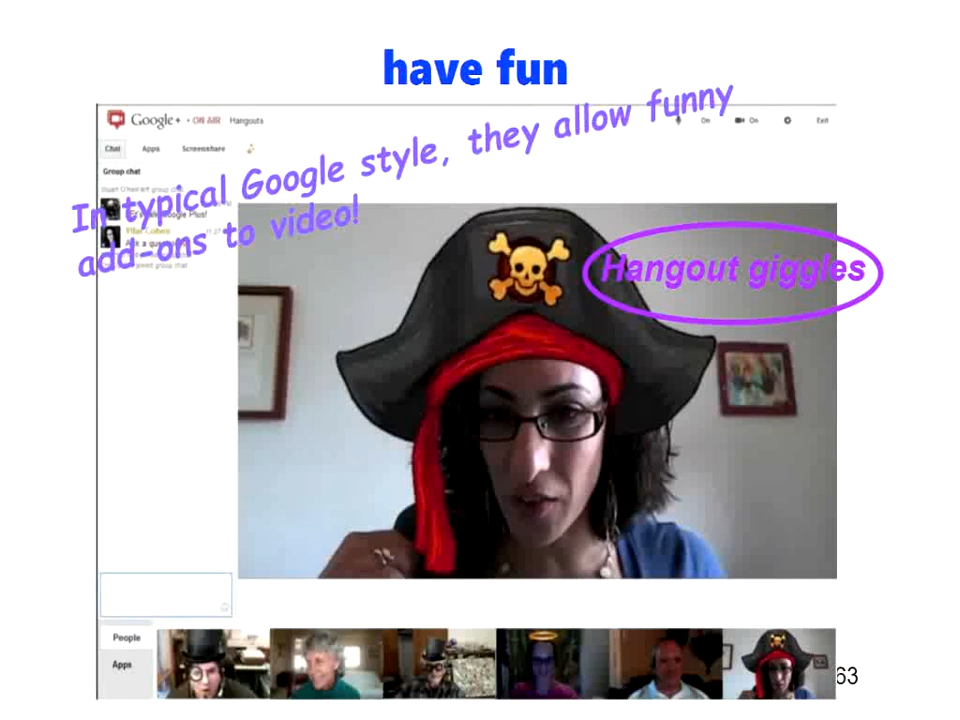 have fun
Google+ • ON AIR Hangouts
On On Exit
Chat Apps Screenshare
Group chat
In typical Google style, they allow funny
add-ons to video!
Hangout giggles
People
Apps
63